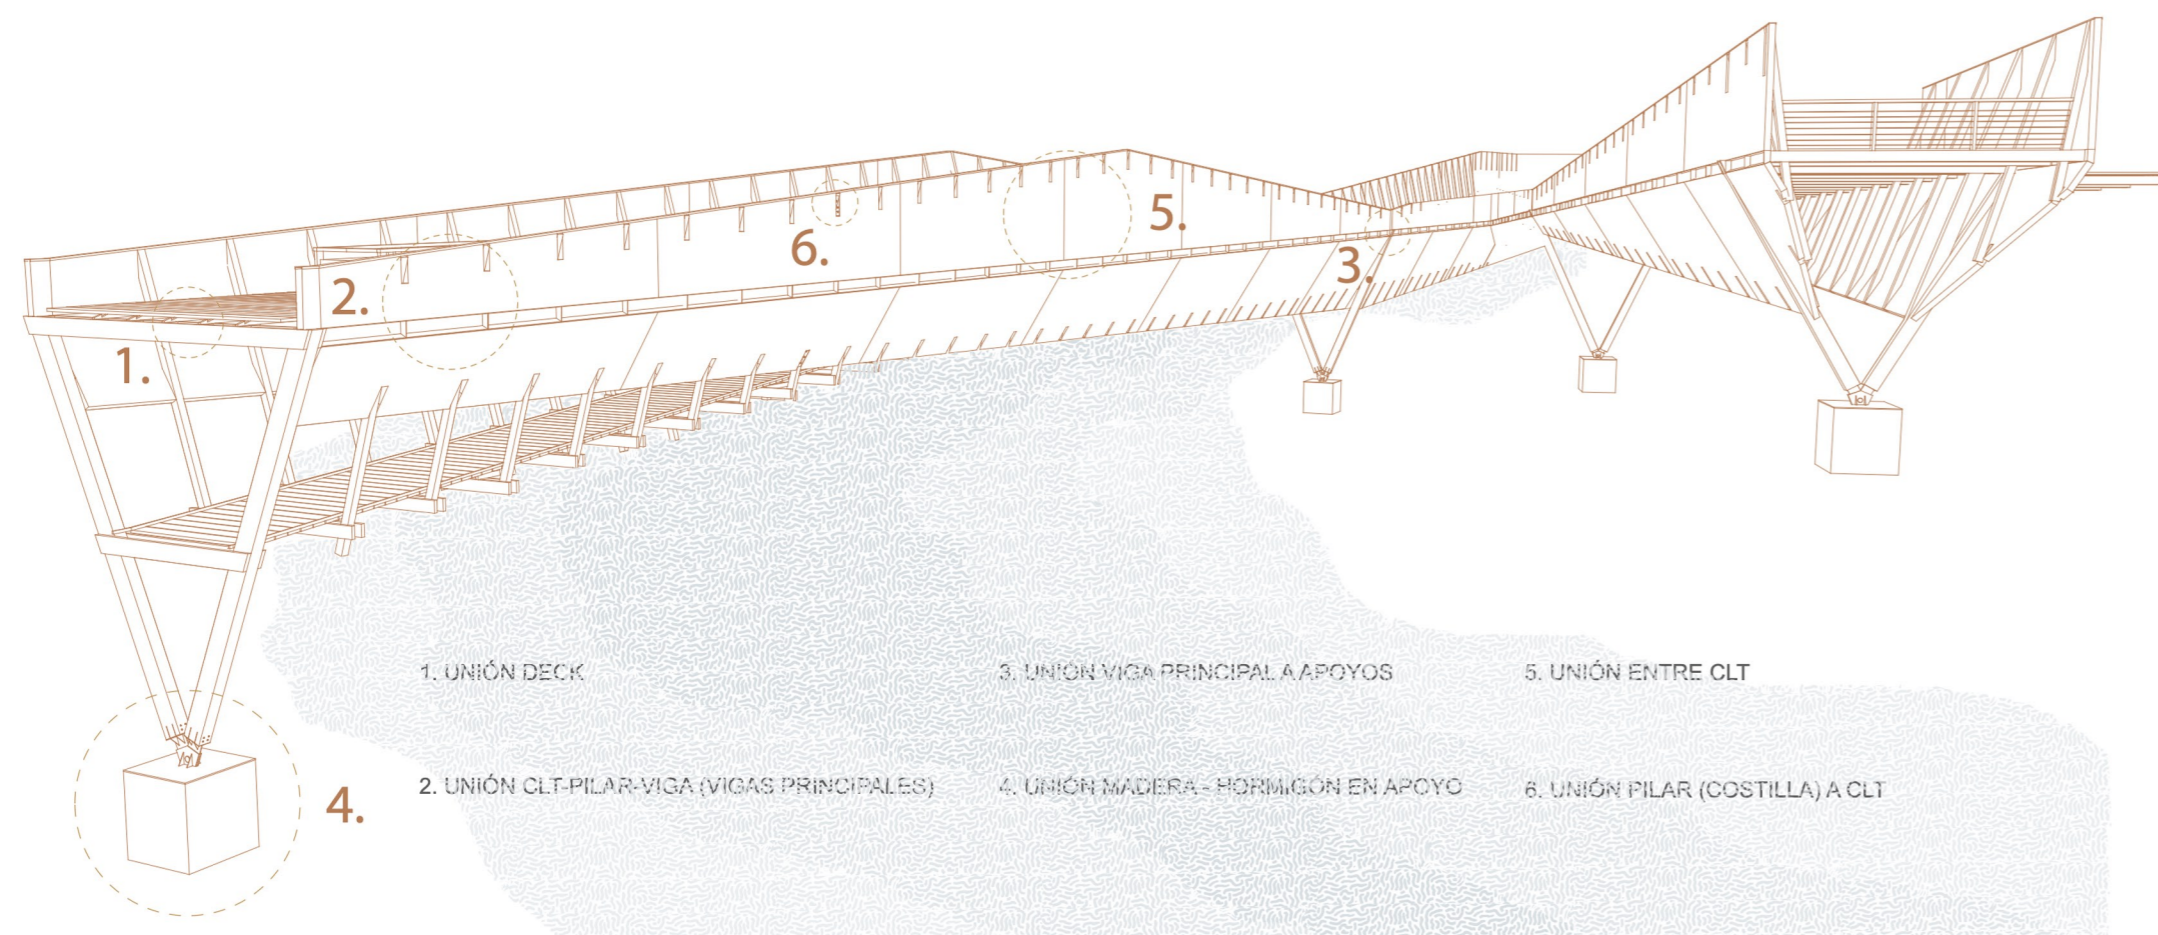 5.
2.
6.
3.
1.
4.
1. UNIÓN DECK
3. UNIÓN VIGA PRINCIPAL A APOYOS
5. UNIÓN ENTRE CLT
2. UNIÓN CLT-PILAR-VIGA (VIGAS PRINCIPALES)
4. UNIÓN MADERA - HORMIGÓN EN APOYO
6. UNIÓN PILAR (COSTILLA) A CLT